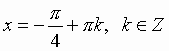 x = -π/4 + πk, k ∈ Z